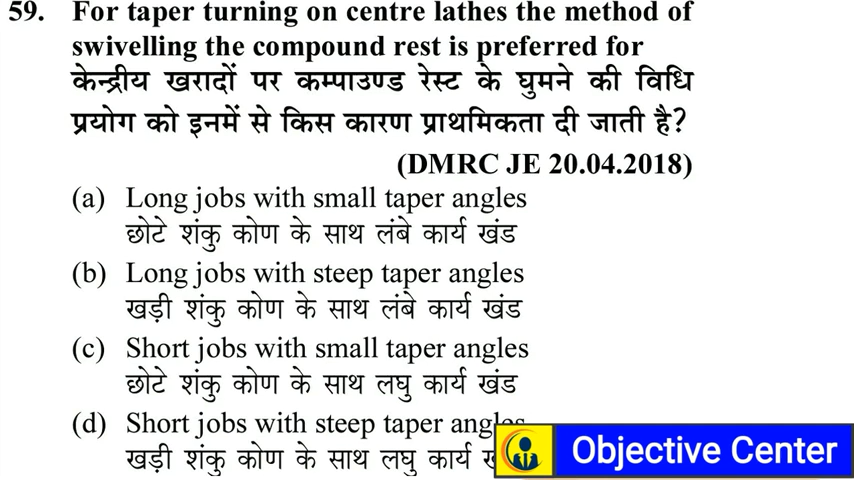 59. For taper turning on centre lathes the method of
swivelling the compound rest is preferred for
केन्द्रीय खरादों पर कम्पाउण्ड रेस्ट के घुमने की विधि
प्रयोग को इनमें से किस कारण प्राथमिकता दी जाती है?
(DMRC JE 20.04.2018)
(a) Long jobs with small taper angles
छोटे शंकु कोण के साथ लंबे कार्य खंड
(b) Long jobs with steep taper angles
खड़ी शंकु कोण के साथ लंबे कार्य खंड
(c) Short jobs with small taper angles
छोटे शंकु कोण के साथ लघु कार्य खंड
(d) Short jobs with steep taper angles
खड़ी शंकु कोण के साथ लघु कार्य
Objective Center